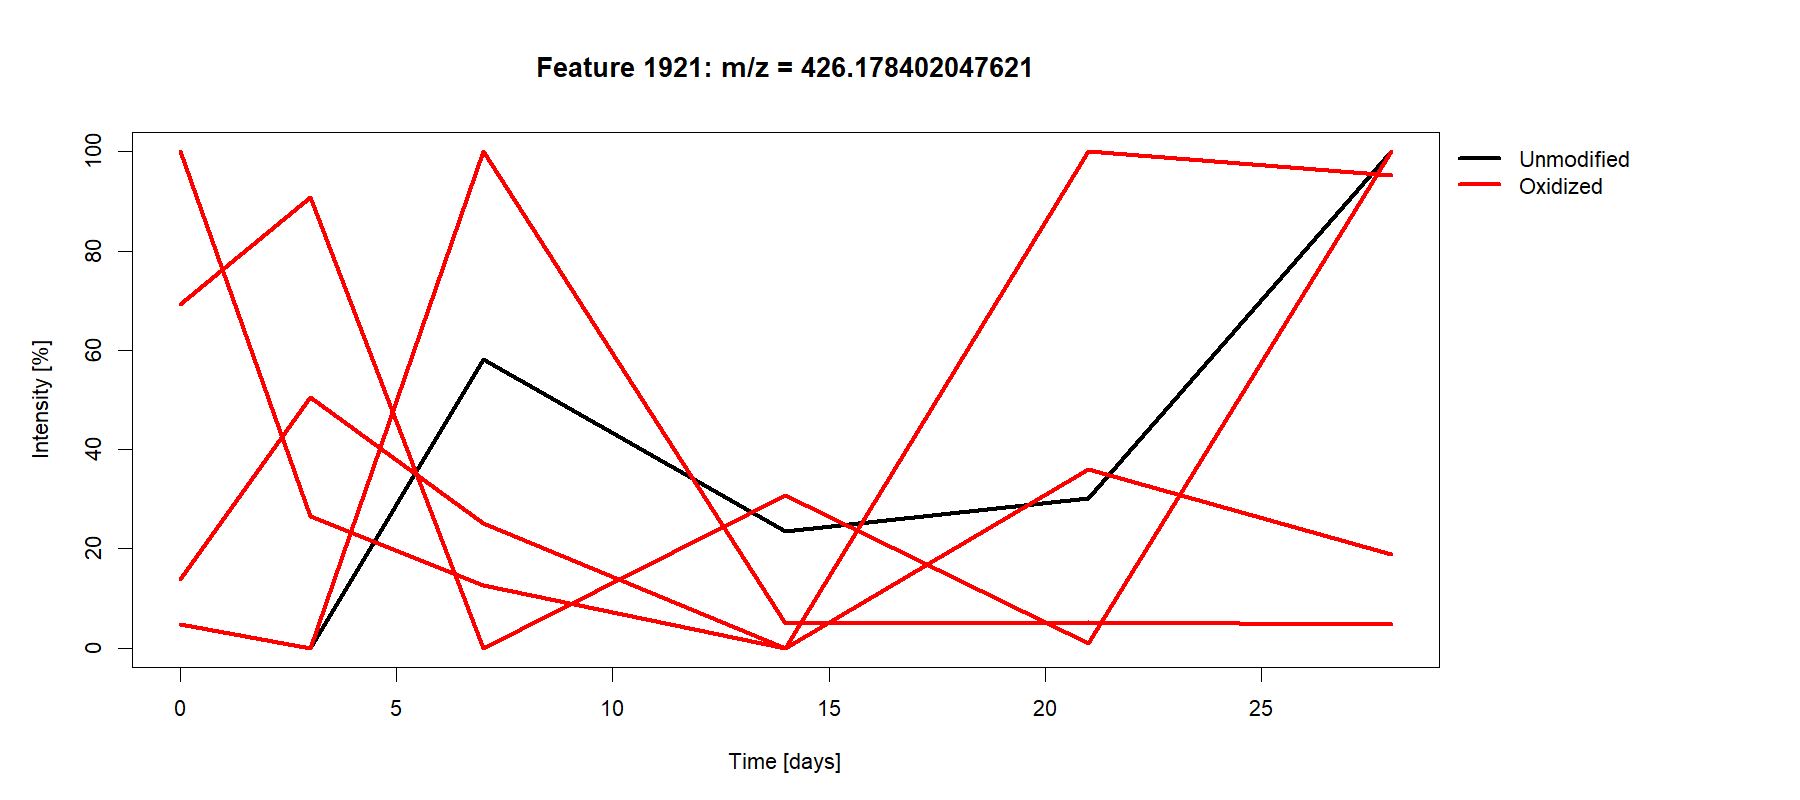 Feature 1921: m/z = 426.178402047621
Unmodified
Oxidized
Intensity [%]
100
80
60
40
20
0
0 5 10 15 20 25
Time [days]